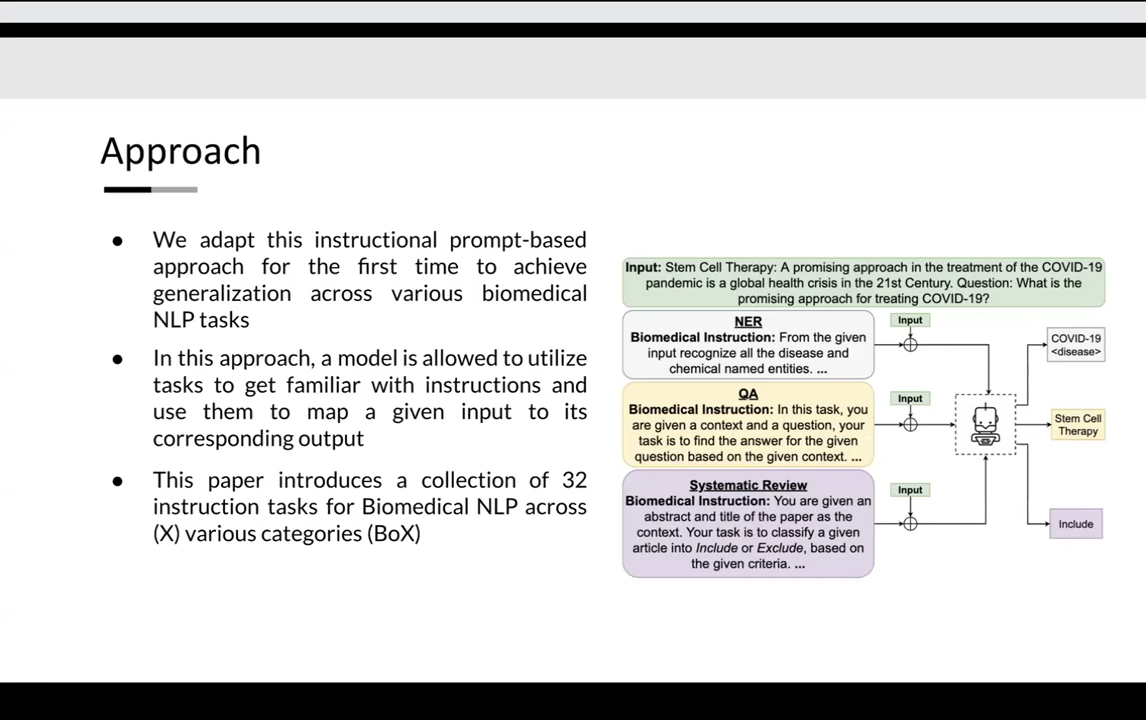 Approach
● We adapt this instructional prompt-based
approach for the first time to achieve
generalization across various biomedical
NLP tasks
● In this approach, a model is allowed to utilize
tasks to get familiar with instructions and
use them to map a given input to its
corresponding output
● This paper introduces a collection of 32
instruction tasks for Biomedical NLP across
(X) various categories (BoX)
Input: Stem Cell Therapy: A promising approach in the treatment of the COVID-19
pandemic is a global health crisis in the 21st Century. Question: What is the
promising approach for treating COVID-19?
NER
Biomedical Instruction: From the given
input recognize all the disease and
chemical named entities. ...
Input
COVID-19
<disease>
QA
Biomedical Instruction: In this task, you
are given a context and a question, your
task is to find the answer for the given
question based on the given context. ...
Input
Stem Cell
Therapy
Systematic Review
Biomedical Instruction: You are given an
abstract and title of the paper as the
context. Your task is to classify a given
article into Include or Exclude, based on
the given criteria. ...
Input
Include